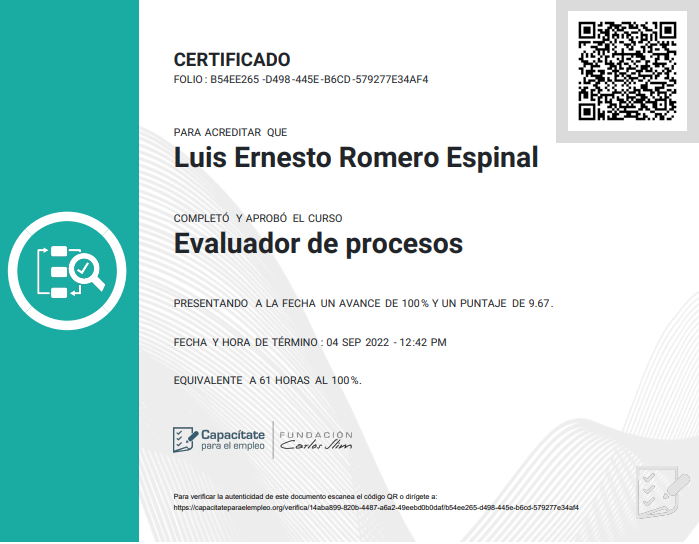 CERTIFICADO
FOLIO : B54EE265 -D498 -445E -B6CD -579277E34AF4
PARA ACREDITAR QUE
Luis Ernesto Romero Espinal
COMPLETÓ Y APROBÓ EL CURSO
Evaluador de procesos
PRESENTANDO A LA FECHA UN AVANCE DE 100% Y UN PUNTAJE DE 9.67.
FECHA Y HORA DE TÉRMINO : 04 SEP 2022 - 12:42 PM
EQUIVALENTE A 61 HORAS AL 100%.
Capacítate
para el empleo
FUNDACIÓN
Carlos Slim
Para verificar la autenticidad de este documento escanea el código QR o dirígete a:
https://capacitateparaelempleo.org/verifica/14aba899-820b-4487-a6a2-49eebd0b0daf/b54ee265-d498-445e-b6cd-579277e34af4